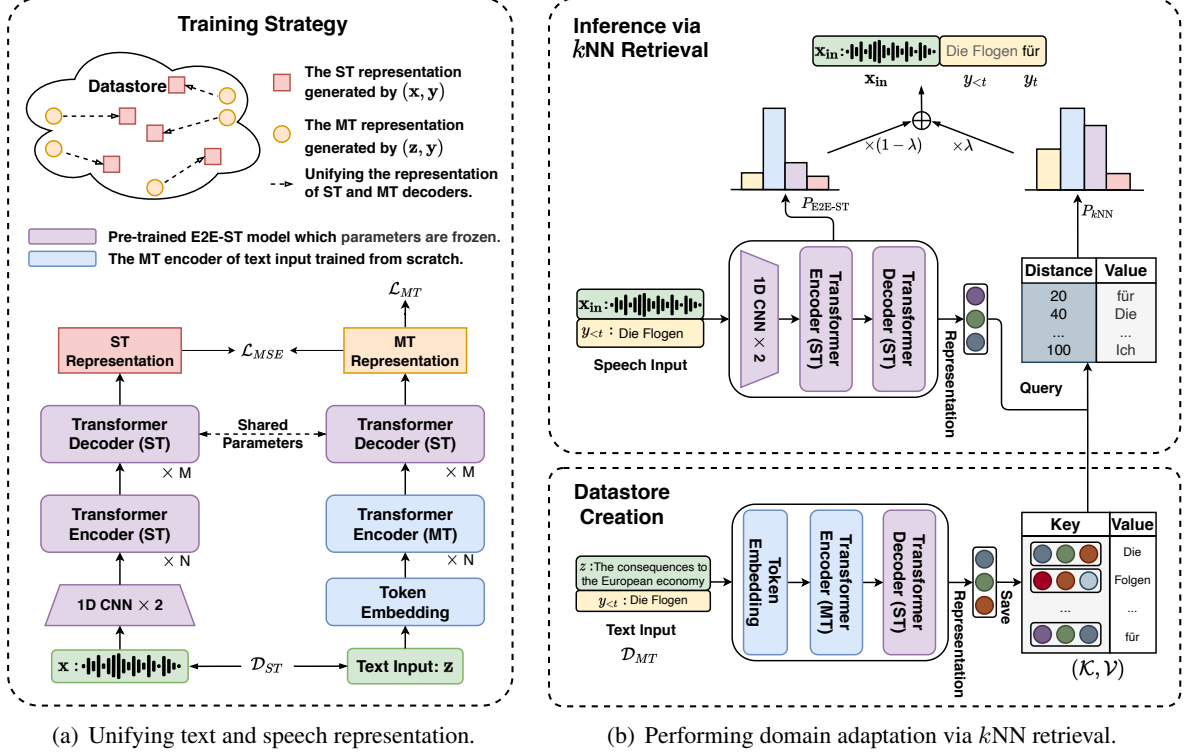 Training Strategy
Datastore
The ST representation
generated by (x, y)
The MT representation
generated by (z, y)
Unifying the representation
of ST and MT decoders.
Pre-trained E2E-ST model which parameters are frozen.
The MT encoder of text input trained from scratch.
ℒ_MT
ST
Representation
ℒ_MSE
MT
Representation
Transformer
Decoder (ST)
× M
Shared
Parameters
Transformer
Decoder (ST)
× M
Transformer
Encoder (ST)
× N
Transformer
Encoder (MT)
× N
1D CNN × 2
Token
Embedding
x :
𝒟_ST
Text Input: z
(a) Unifying text and speech representation.
Inference via
kNN Retrieval
x_in :
Die Flogen für
x_in
y_<t
y_t
×(1 − λ)
×λ
P_E2E-ST
P_kNN
x_in :
y_<t : Die Flogen
Speech Input
1D CNN × 2
Transformer
Encoder (ST)
Transformer
Decoder (ST)
Representation
Query
Distance Value
20 für
40 Die
... ...
100 Ich
Datastore
Creation
z :The consequences to
the European economy
y_<t : Die Flogen
Text Input
𝒟_MT
Token
Embedding
Transformer
Encoder (MT)
Transformer
Decoder (ST)
Representation
Save
Key Value
Die
Folgen
... ...
für
(𝒦, 𝒱)
(b) Performing domain adaptation via kNN retrieval.